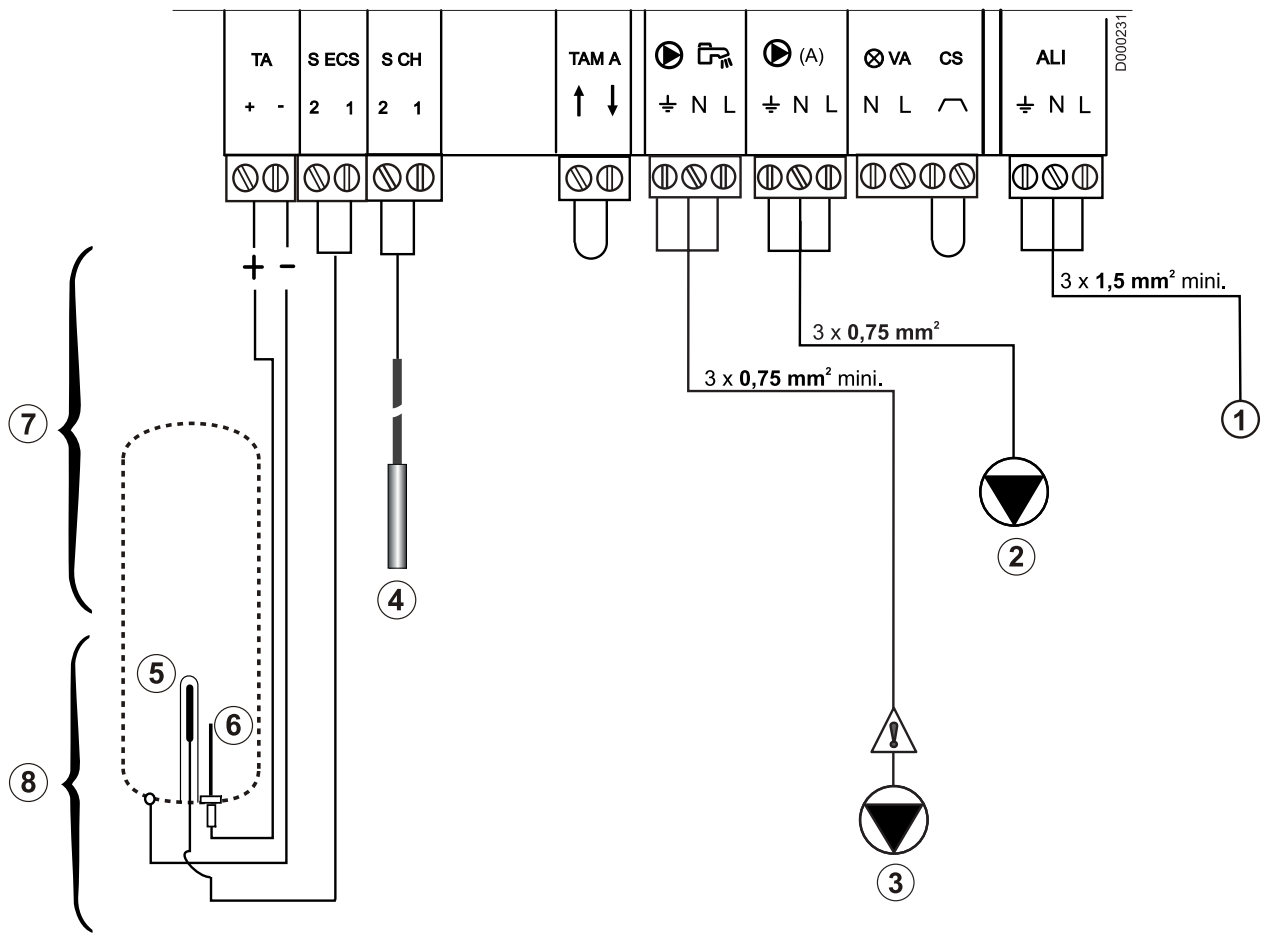 TA S ECS S CH TAM A (A) VA CS ALI
+ - 2 1 2 1 N L N L N L N L
D000231
+ -
3 x 1,5 mm² mini.
3 x 0,75 mm²
3 x 0,75 mm² mini.
1
7
2
4
5
6
8
!
3